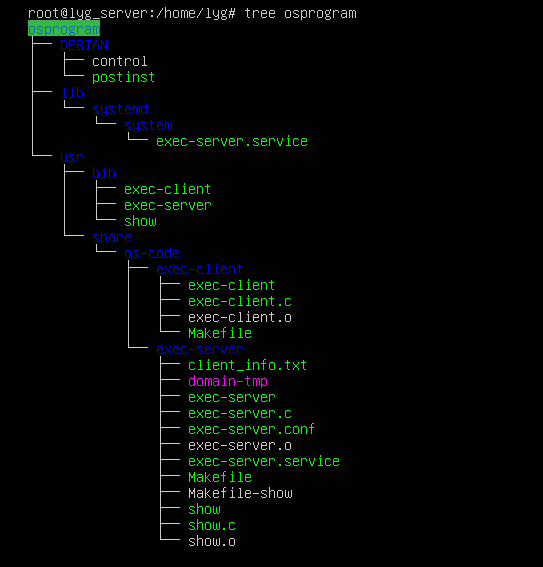 root@lyg_server:/home/lyg# tree osprogram
osprogram
├── DEBIAN
│   ├── control
│   └── postinst
├── lib
│   └── systemd
│       └── system
│           └── exec-server.service
└── usr
    ├── bin
    │   ├── exec-client
    │   ├── exec-server
    │   └── show
    └── share
        └── os-code
            ├── exec-client
            │   ├── exec-client
            │   ├── exec-client.c
            │   ├── exec-client.o
            │   └── Makefile
            └── exec-server
                ├── client_info.txt
                ├── domain-tmp
                ├── exec-server
                ├── exec-server.c
                ├── exec-server.conf
                ├── exec-server.o
                ├── exec-server.service
                ├── Makefile
                ├── Makefile-show
                ├── show
                ├── show.c
                └── show.o